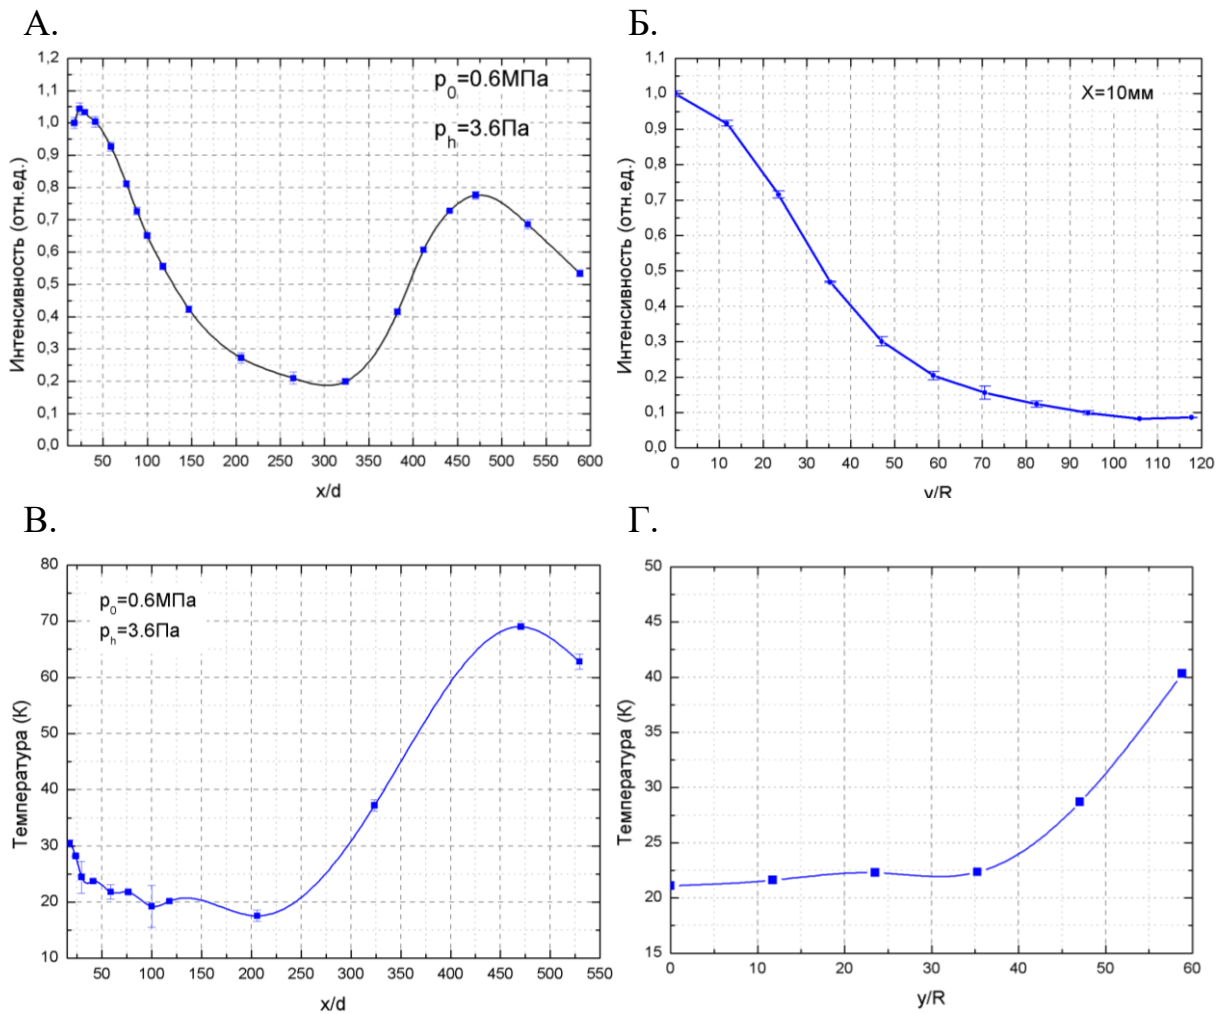 А.
Б.
1,2
1,1
1,0
0,9
0,8
0,7
0,6
0,5
0,4
0,3
0,2
0,1
0,0
Интенсивность (отн.ед.)
p0=0.6МПа
ph=3.6Па
50 100 150 200 250 300 350 400 450 500 550 600
x/d
1,1
1,0
0,9
0,8
0,7
0,6
0,5
0,4
0,3
0,2
0,1
0,0
Интенсивность (отн.ед.)
X=10мм
0 10 20 30 40 50 60 70 80 90 100 110 120
y/R
В.
Г.
80
70
60
50
40
30
20
10
Температура (К)
p0=0.6МПа
ph=3.6Па
50 100 150 200 250 300 350 400 450 500 550
x/d
50
45
40
35
30
25
20
15
Температура (К)
0 10 20 30 40 50 60
y/R